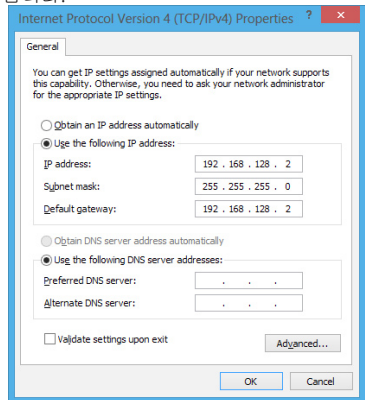 Internet Protocol Version 4 (TCP/IPv4) Properties ? ×
General
You can get IP settings assigned automatically if your network supports
this capability. Otherwise, you need to ask your network administrator
for the appropriate IP settings.
Obtain an IP address automatically
Use the following IP address:
IP address: 192 . 168 . 128 . 2
Subnet mask: 255 . 255 . 255 . 0
Default gateway: 192 . 168 . 128 . 2
Obtain DNS server address automatically
Use the following DNS server addresses:
Preferred DNS server: . . .
Alternate DNS server: . . .
Validate settings upon exit
Advanced...
OK Cancel